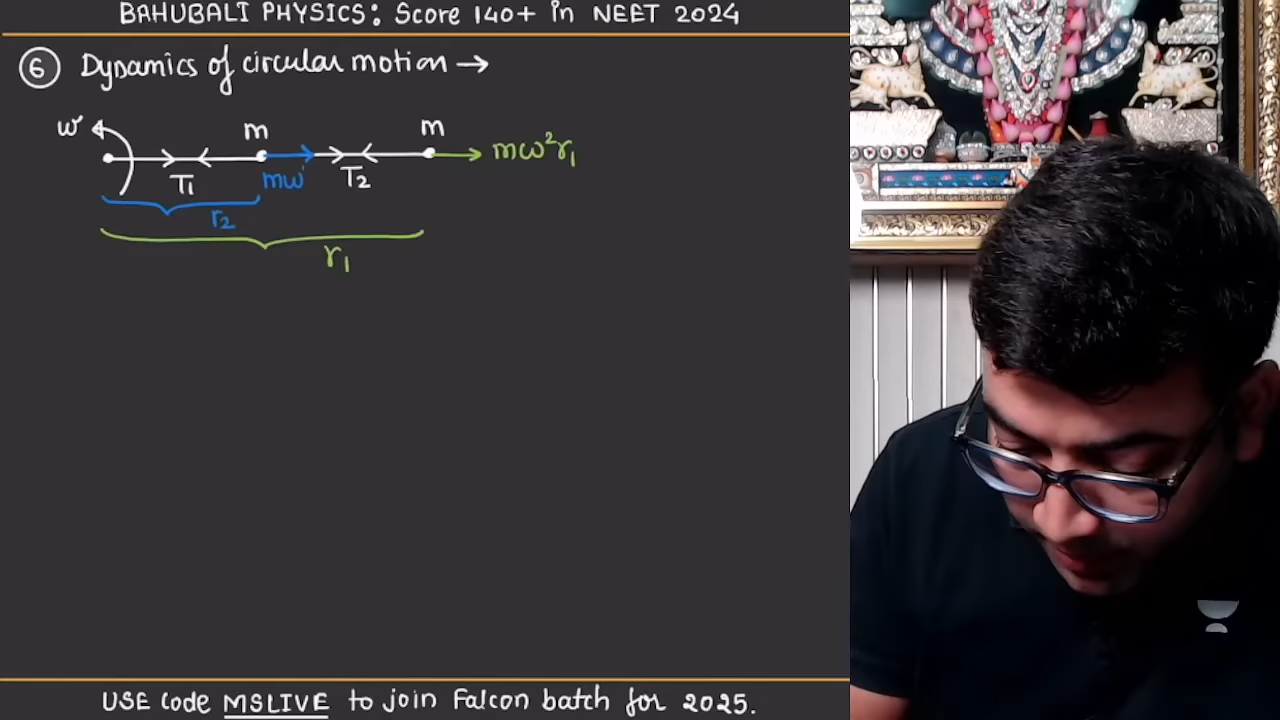 BAHUBALI PHYSICS: Score 140+ in NEET 2024
6 Dynamics of circular motion →
ω m m mω²r₁
T₁ mω T₂
r₂
r₁
USE Code MSLIVE to join Falcon batch for 2025.